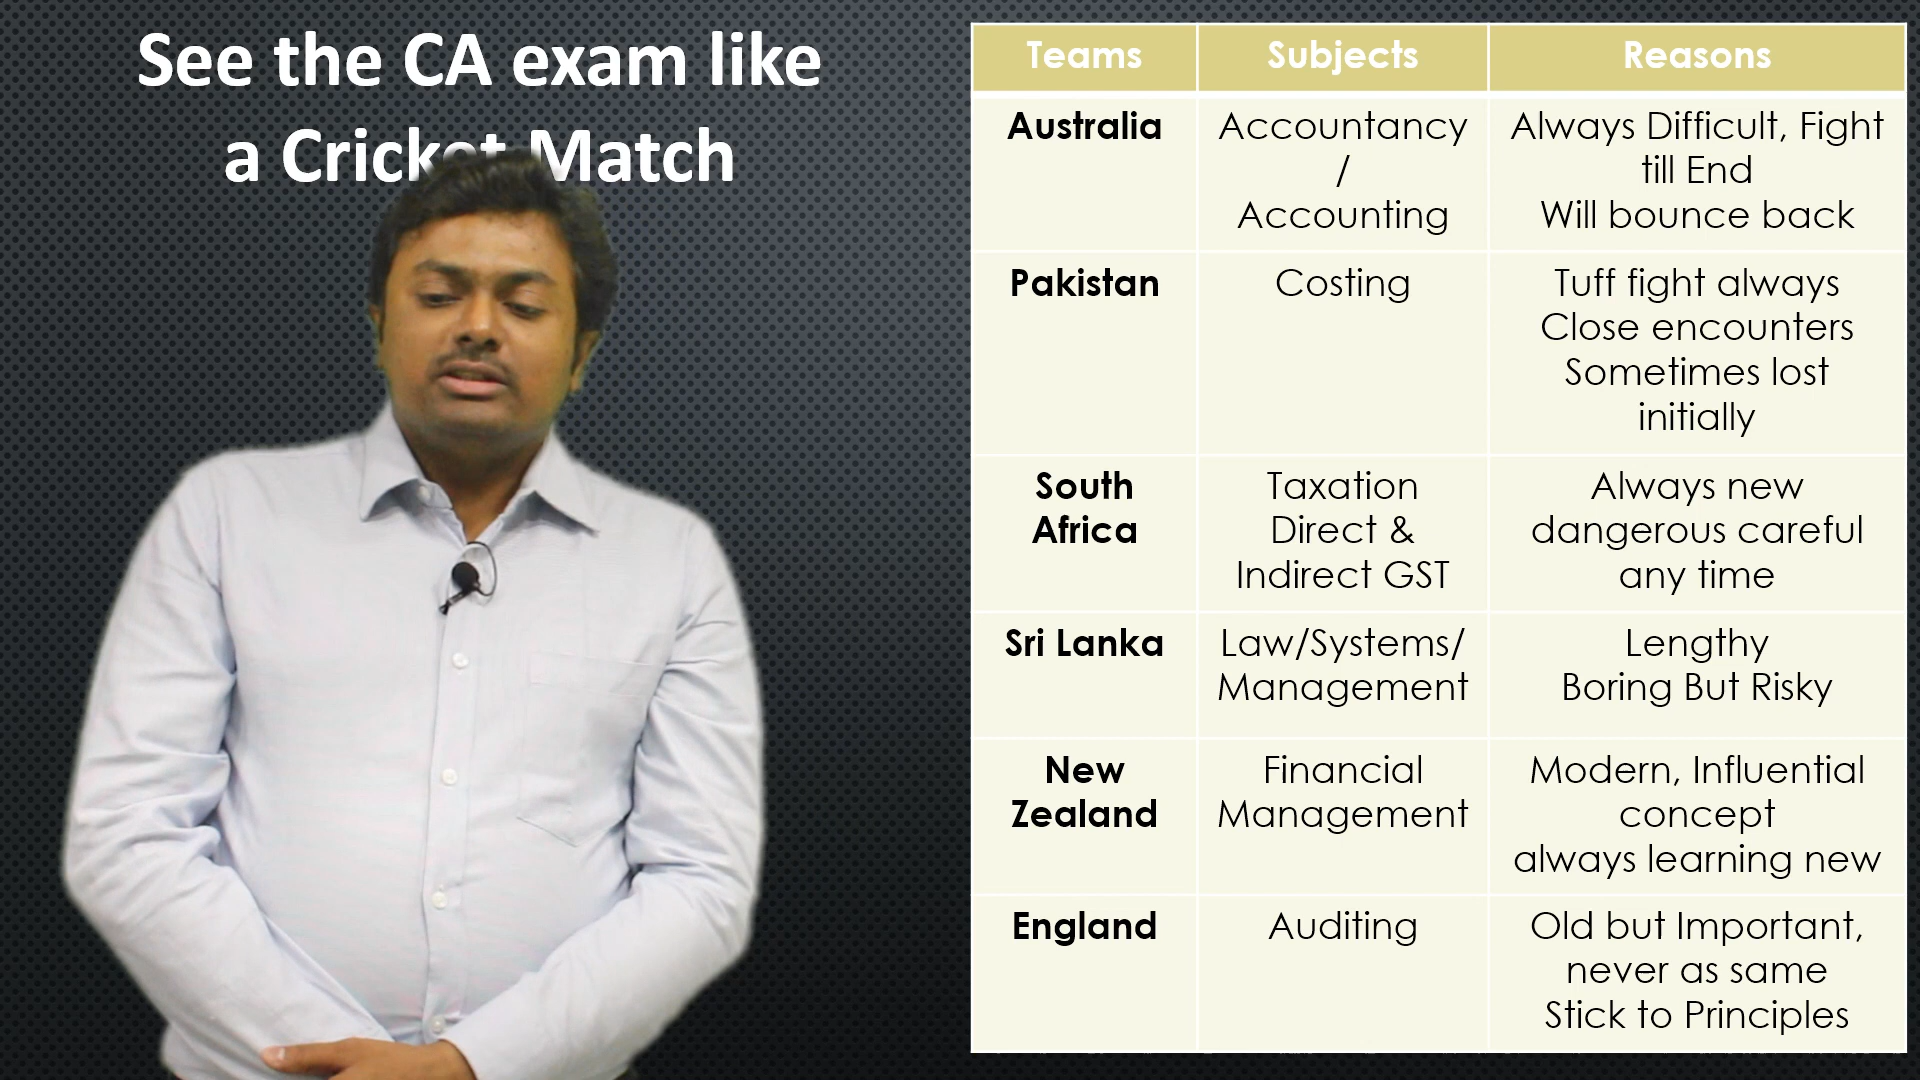 See the CA exam like
a Cricket Match
Teams
Subjects
Reasons
Australia
Accountancy
/
Accounting
Always Difficult, Fight
till End
Will bounce back
Pakistan
Costing
Tuff fight always
Close encounters
Sometimes lost
initially
South
Africa
Taxation
Direct &
Indirect GST
Always new
dangerous careful
any time
Sri Lanka
Law/Systems/
Management
Lengthy
Boring But Risky
New
Zealand
Financial
Management
Modern, Influential
concept
always learning new
England
Auditing
Old but Important,
never as same
Stick to Principles